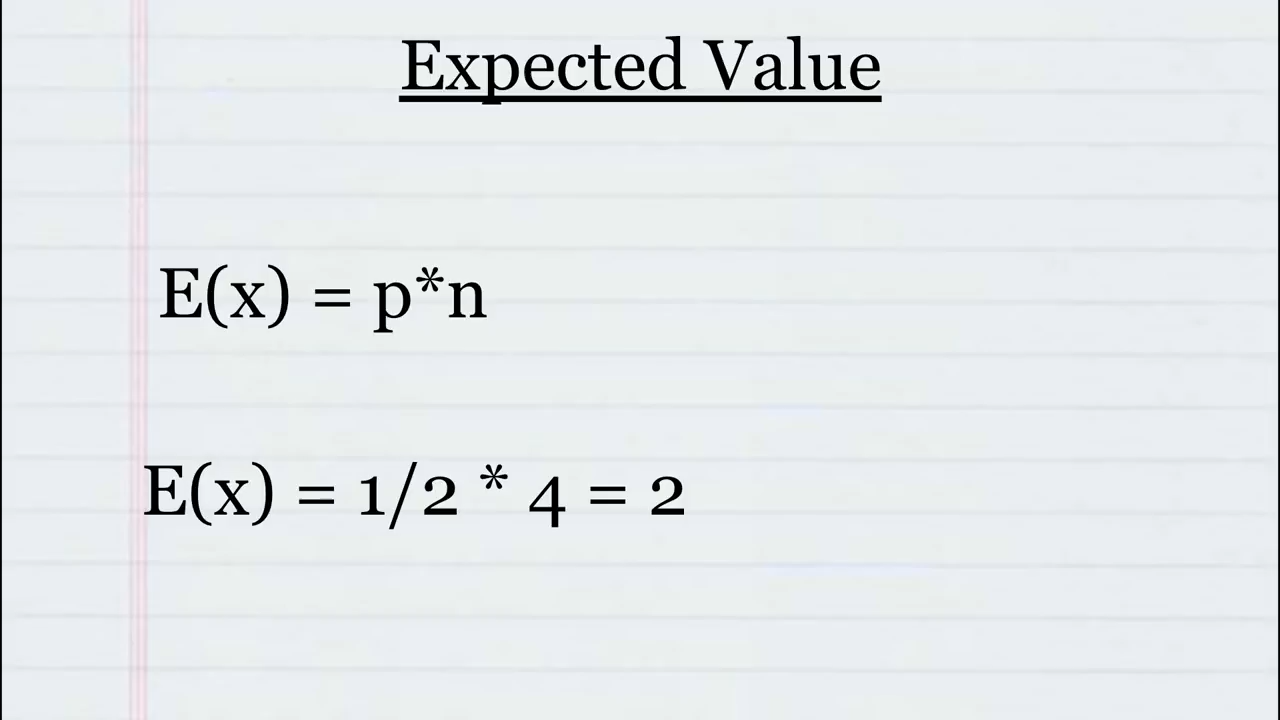 Expected Value
E(x) = p*n
E(x) = 1/2 * 4 = 2